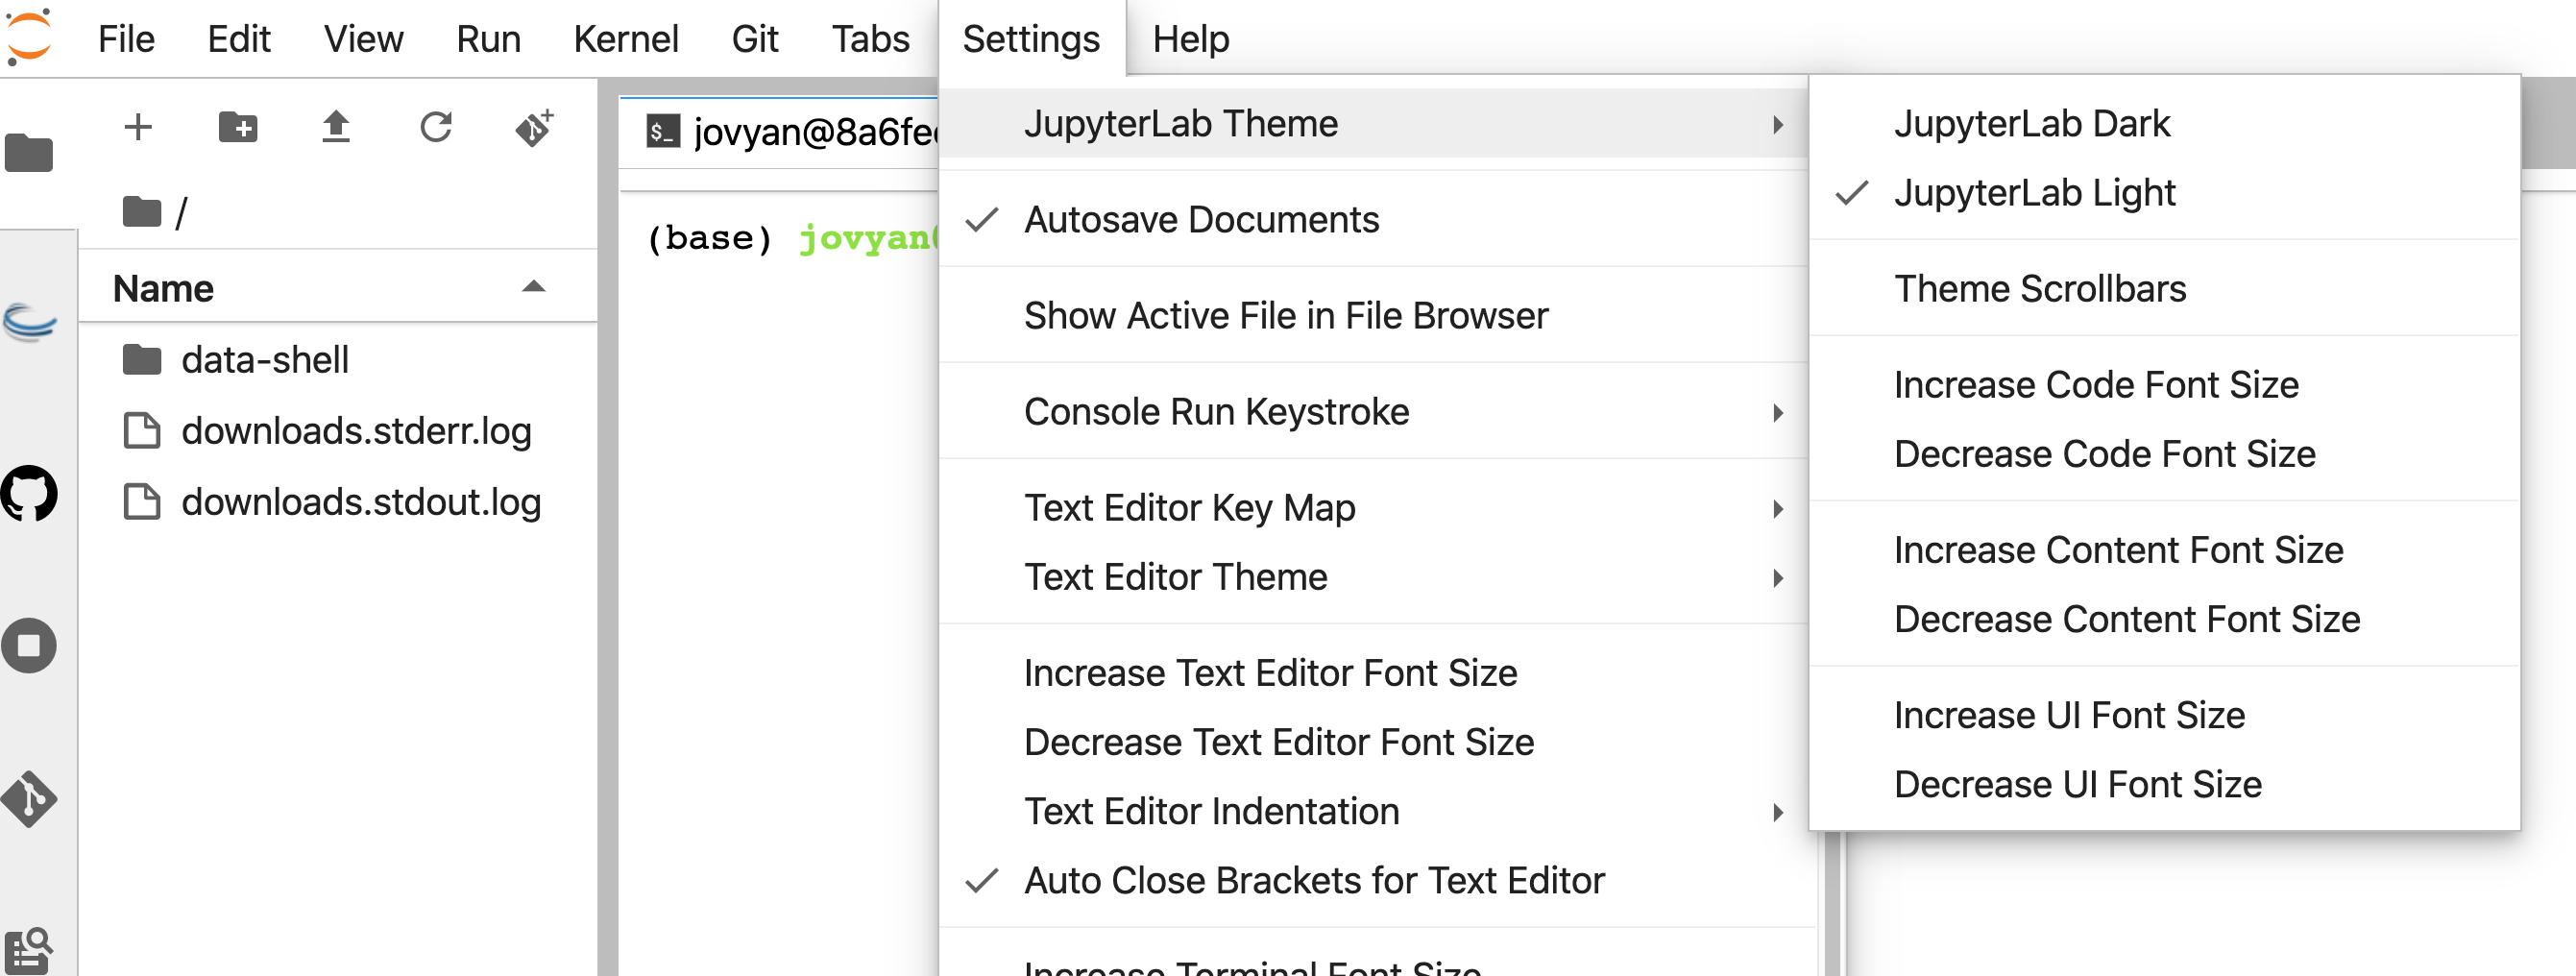 File Edit View Run Kernel Git Tabs Settings Help
$_ jovyan@8a6fe
/
Name
data-shell
downloads.stderr.log
downloads.stdout.log
(base) jovyan
JupyterLab Theme
Autosave Documents
Show Active File in File Browser
Console Run Keystroke
Text Editor Key Map
Text Editor Theme
Increase Text Editor Font Size
Decrease Text Editor Font Size
Text Editor Indentation
Auto Close Brackets for Text Editor
Increase Terminal Font Size
JupyterLab Dark
JupyterLab Light
Theme Scrollbars
Increase Code Font Size
Decrease Code Font Size
Increase Content Font Size
Decrease Content Font Size
Increase UI Font Size
Decrease UI Font Size